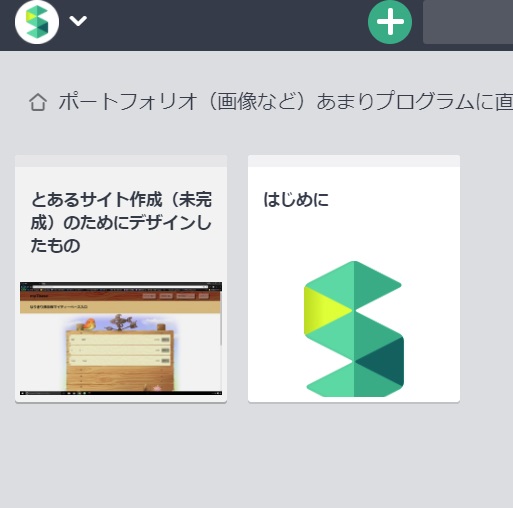 ポートフォリオ（画像など）あまりプログラムに直
とあるサイト作成（未完
成）のためにデザインし
たもの
はじめに